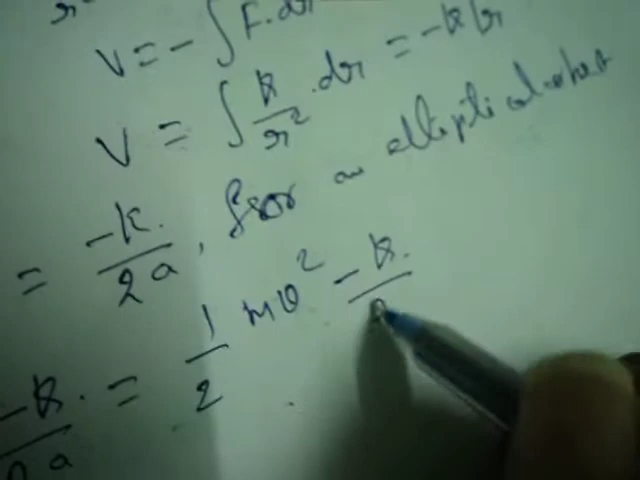 V = - ∫ F. dr
V = ∫ k/r² . dr = -k/r
= -k/2a , for an elliptical orbit
-k/2a = 1/2 mv² - k/